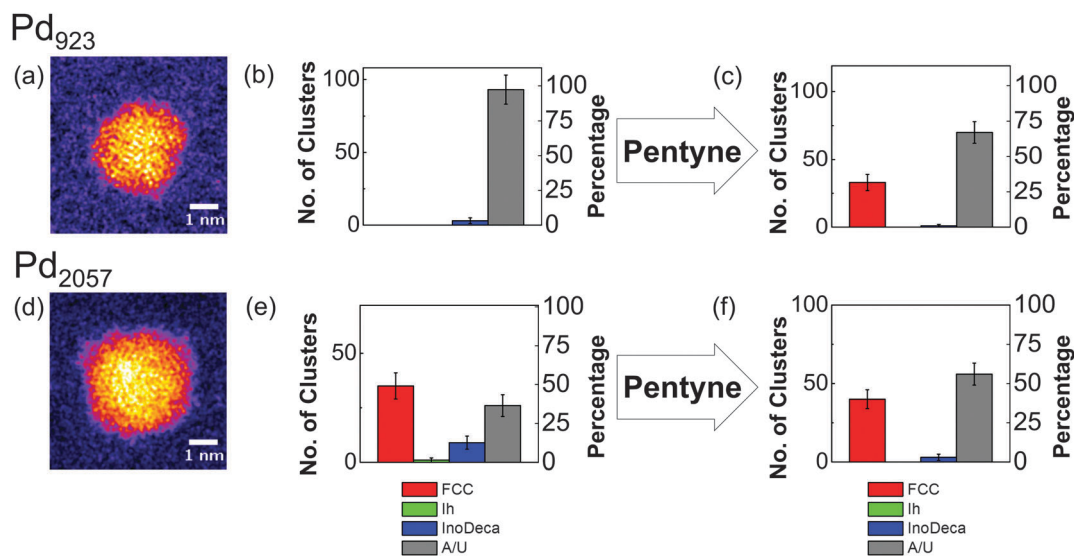 Pd923
(a)
1 nm
(b)
No. of Clusters
100
50
0
100
75
50
25
0
Percentage
Pentyne
(c)
No. of Clusters
100
50
0
100
75
50
25
0
Percentage
Pd2057
(d)
1 nm
(e)
No. of Clusters
50
0
100
75
50
25
0
Percentage
Pentyne
(f)
No. of Clusters
100
50
0
100
75
50
25
0
Percentage
FCC
Ih
InoDeca
A/U
FCC
Ih
InoDeca
A/U